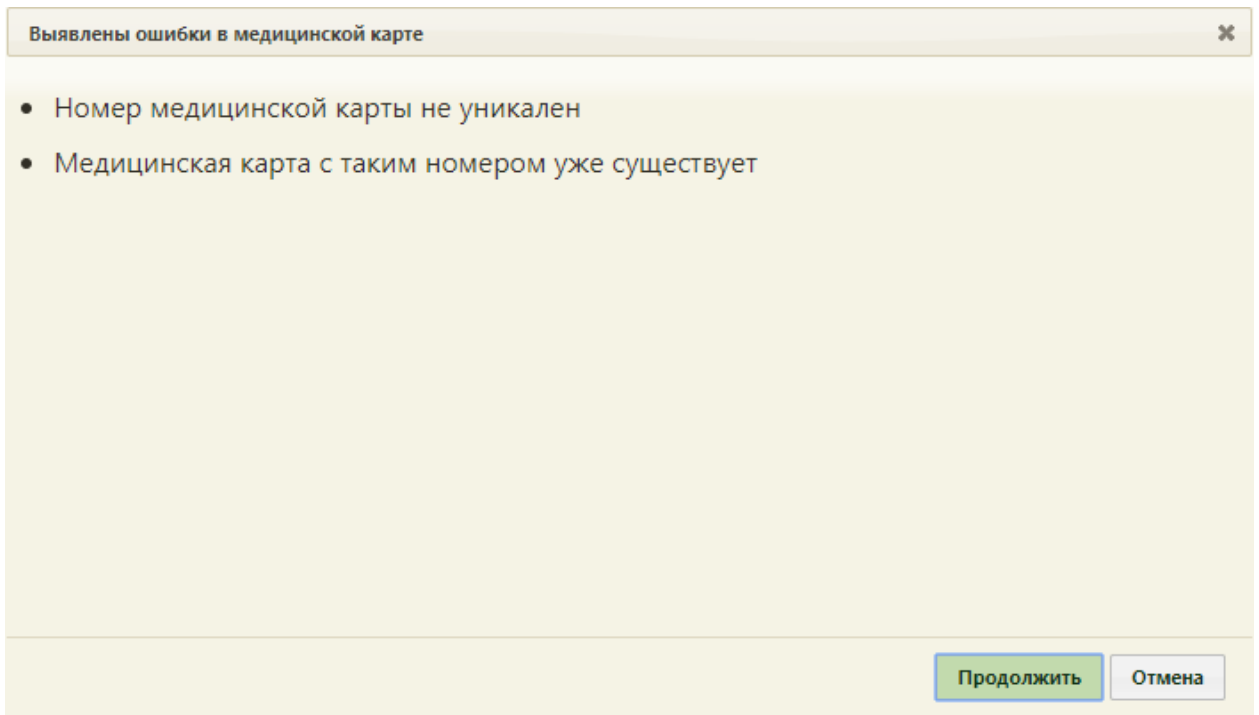 Выявлены ошибки в медицинской карте
Номер медицинской карты не уникален
Медицинская карта с таким номером уже существует
Продолжить Отмена